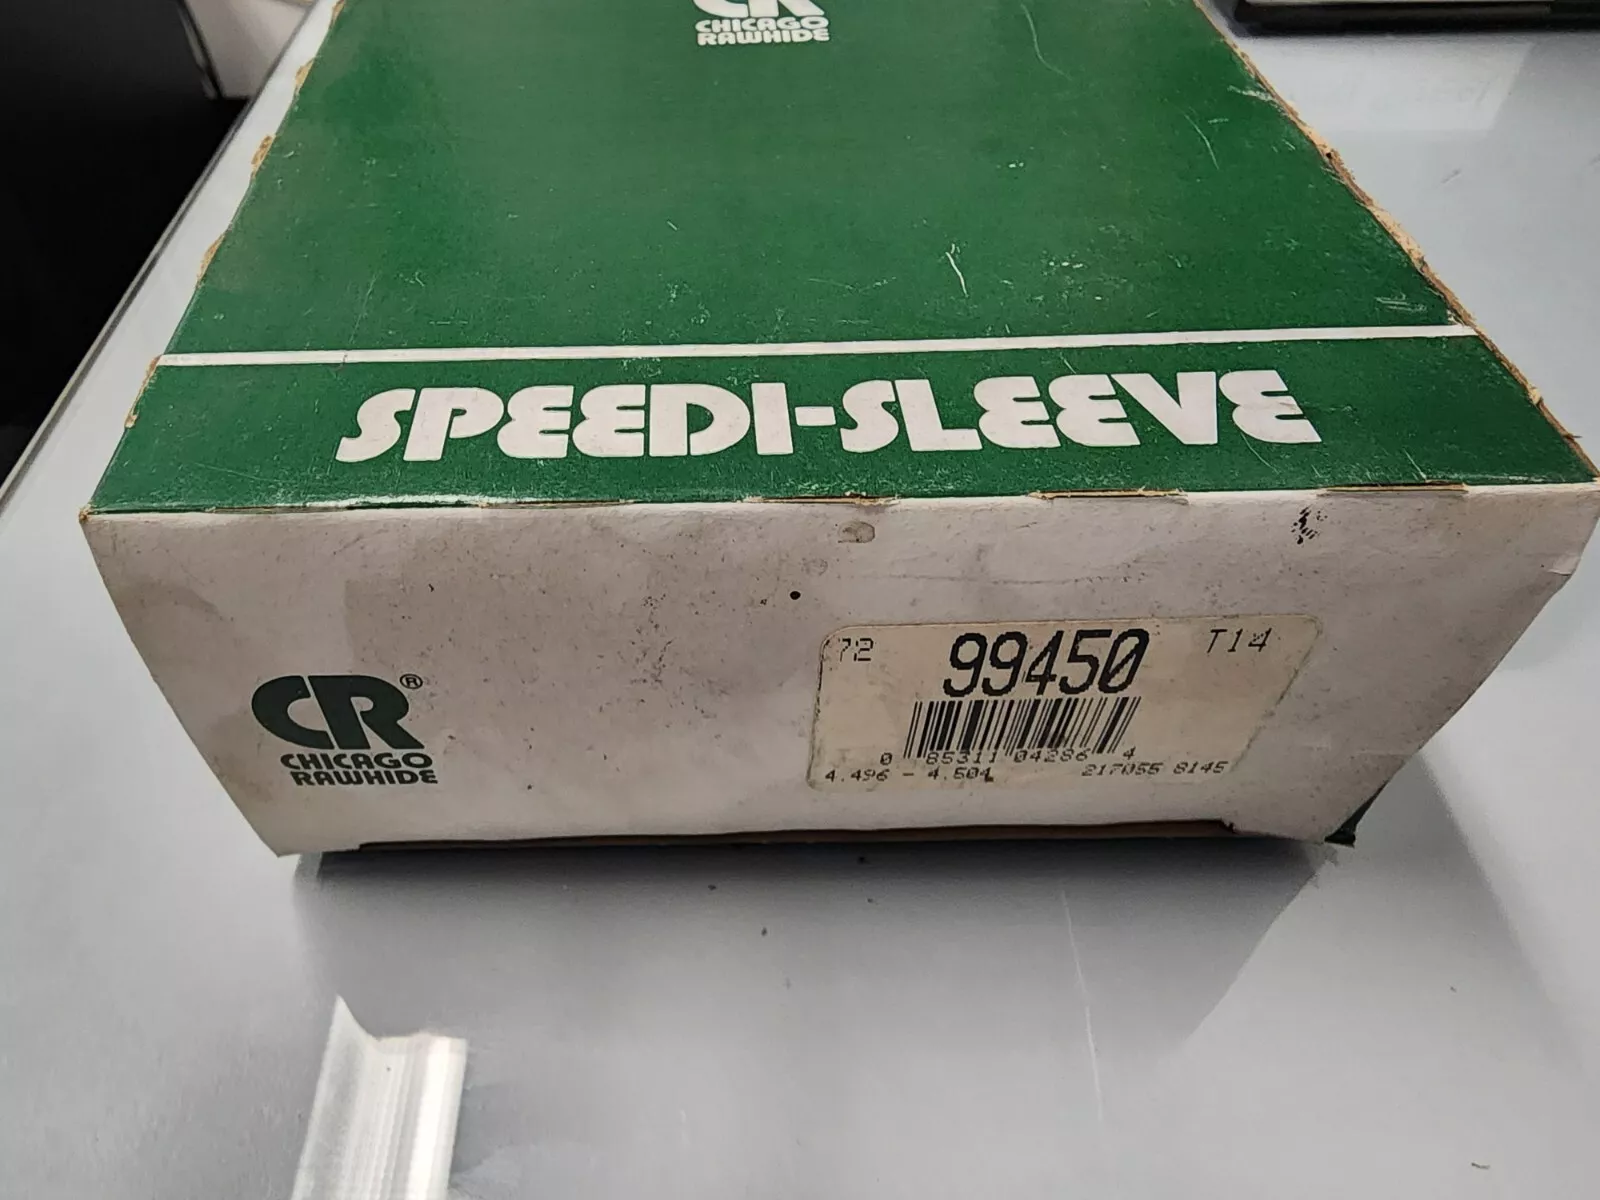 CR
CHICAGO
RAWHIDE
SPEEDI-SLEEVE
CR®
CHICAGO
RAWHIDE
72 99450 T14
0 85311 04286 4
4.496 - 4.504 217055 8145